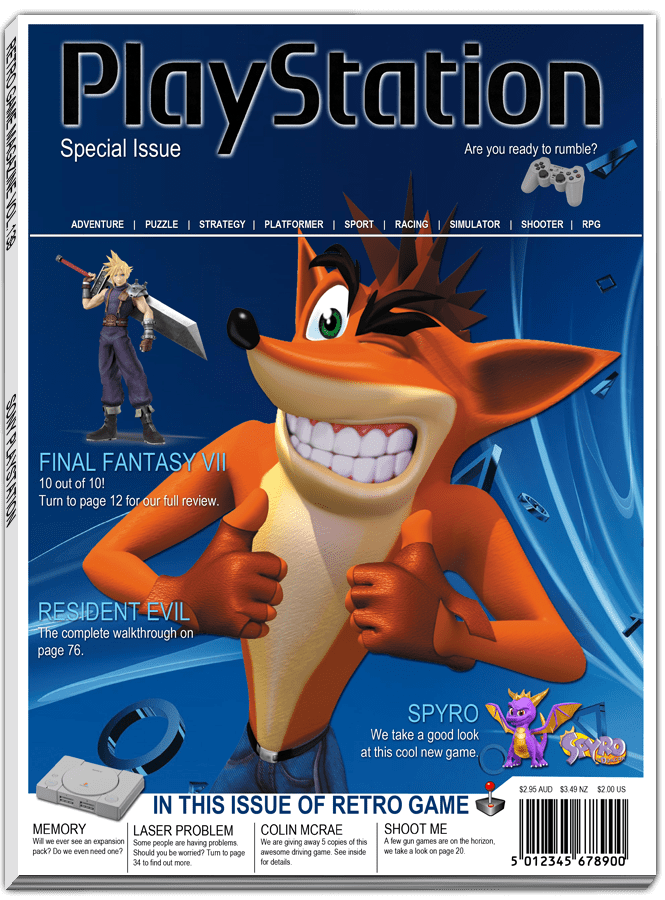 PlayStation
Special Issue
Are you ready to rumble?
ADVENTURE | PUZZLE | STRATEGY | PLATFORMER | SPORT | RACING | SIMULATOR | SHOOTER | RPG
FINAL FANTASY VII
10 out of 10!
Turn to page 12 for our full review.
RESIDENT EVIL
The complete walkthrough on
page 76.
SPYRO
We take a good look
at this cool new game.
SPYRO
IN THIS ISSUE OF RETRO GAME
$2.95 AUD $3.49 NZ $2.00 US
MEMORY
Will we ever see an expansion
pack? Do we even need one?
LASER PROBLEM
Some people are having problems.
Should you be worried? Turn to page
34 to find out more.
COLIN MCRAE
We are giving away 5 copies of this
awesome driving game. See inside
for details.
SHOOT ME
A few gun games are on the horizon,
we take a look on page 20.
5 012345 678900